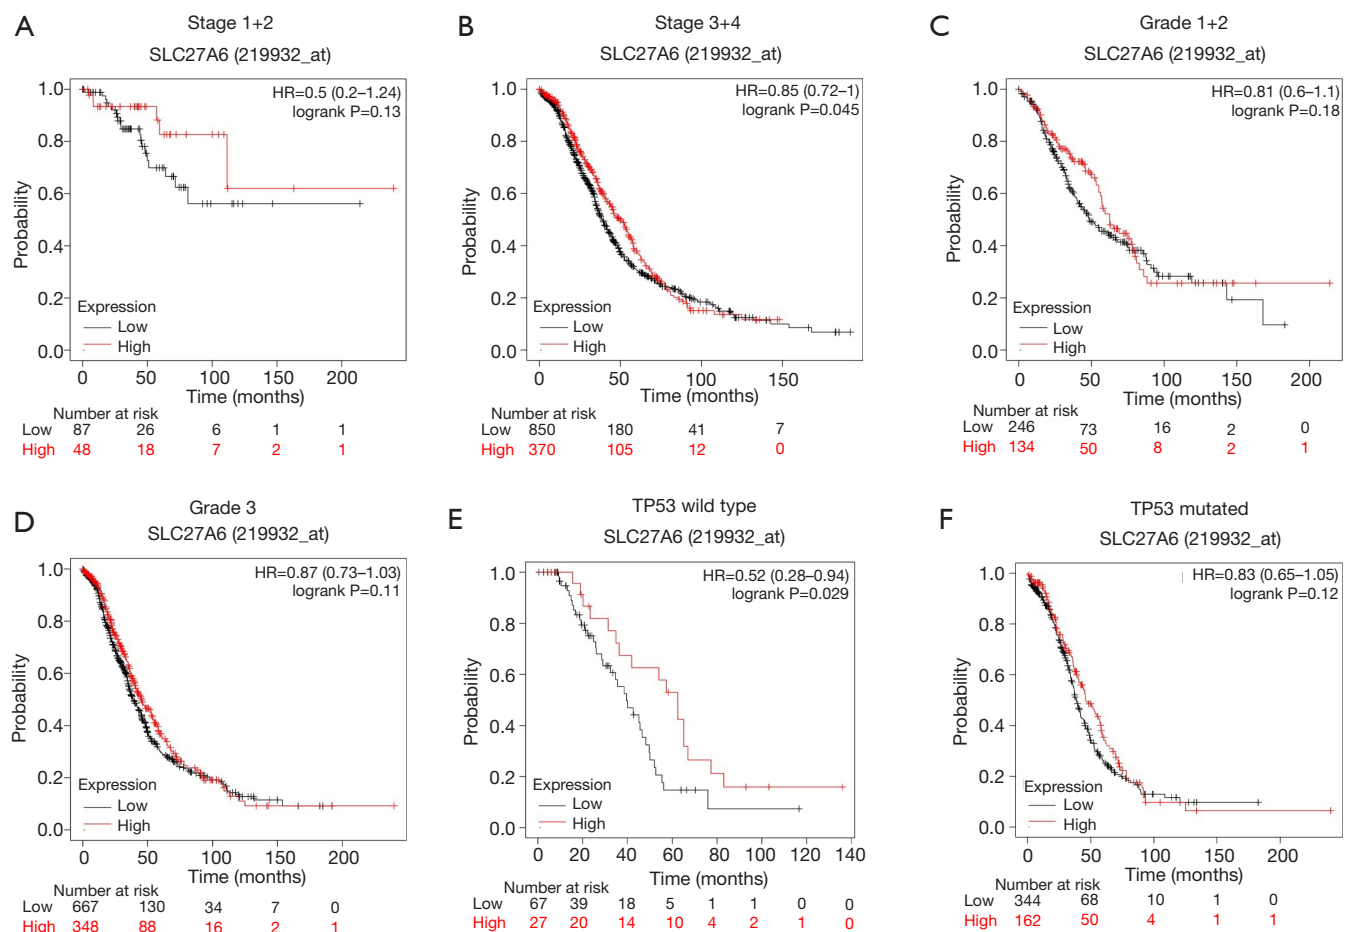 A
Stage 1+2
SLC27A6 (219932_at)
HR=0.5 (0.2–1.24)
logrank P=0.13
Probability
1.0
0.8
0.6
0.4
0.2
0.0
Expression
Low
High
0 50 100 150 200
Time (months)
Number at risk
Low 87 26 6 1 1
High 48 18 7 2 1
B
Stage 3+4
SLC27A6 (219932_at)
HR=0.85 (0.72–1)
logrank P=0.045
Probability
1.0
0.8
0.6
0.4
0.2
0.0
Expression
Low
High
0 50 100 150
Time (months)
Number at risk
Low 850 180 41 7
High 370 105 12 0
C
Grade 1+2
SLC27A6 (219932_at)
HR=0.81 (0.6–1.1)
logrank P=0.18
Probability
1.0
0.8
0.6
0.4
0.2
0.0
Expression
Low
High
0 50 100 150 200
Time (months)
Number at risk
Low 246 73 16 2 0
High 134 50 8 2 1
D
Grade 3
SLC27A6 (219932_at)
HR=0.87 (0.73–1.03)
logrank P=0.11
Probability
1.0
0.8
0.6
0.4
0.2
0.0
Expression
Low
High
0 50 100 150 200
Time (months)
Number at risk
Low 667 130 34 7 0
High 348 88 16 2 1
E
TP53 wild type
SLC27A6 (219932_at)
HR=0.52 (0.28–0.94)
logrank P=0.029
Probability
1.0
0.8
0.6
0.4
0.2
0.0
Expression
Low
High
0 20 40 60 80 100 120 140
Time (months)
Number at risk
Low 67 39 18 5 1 1 0 0
High 27 20 14 10 4 2 1 0
F
TP53 mutated
SLC27A6 (219932_at)
HR=0.83 (0.65–1.05)
logrank P=0.12
Probability
1.0
0.8
0.6
0.4
0.2
0.0
Expression
Low
High
0 50 100 150 200
Time (months)
Number at risk
Low 344 68 10 1 0
High 162 50 4 1 1